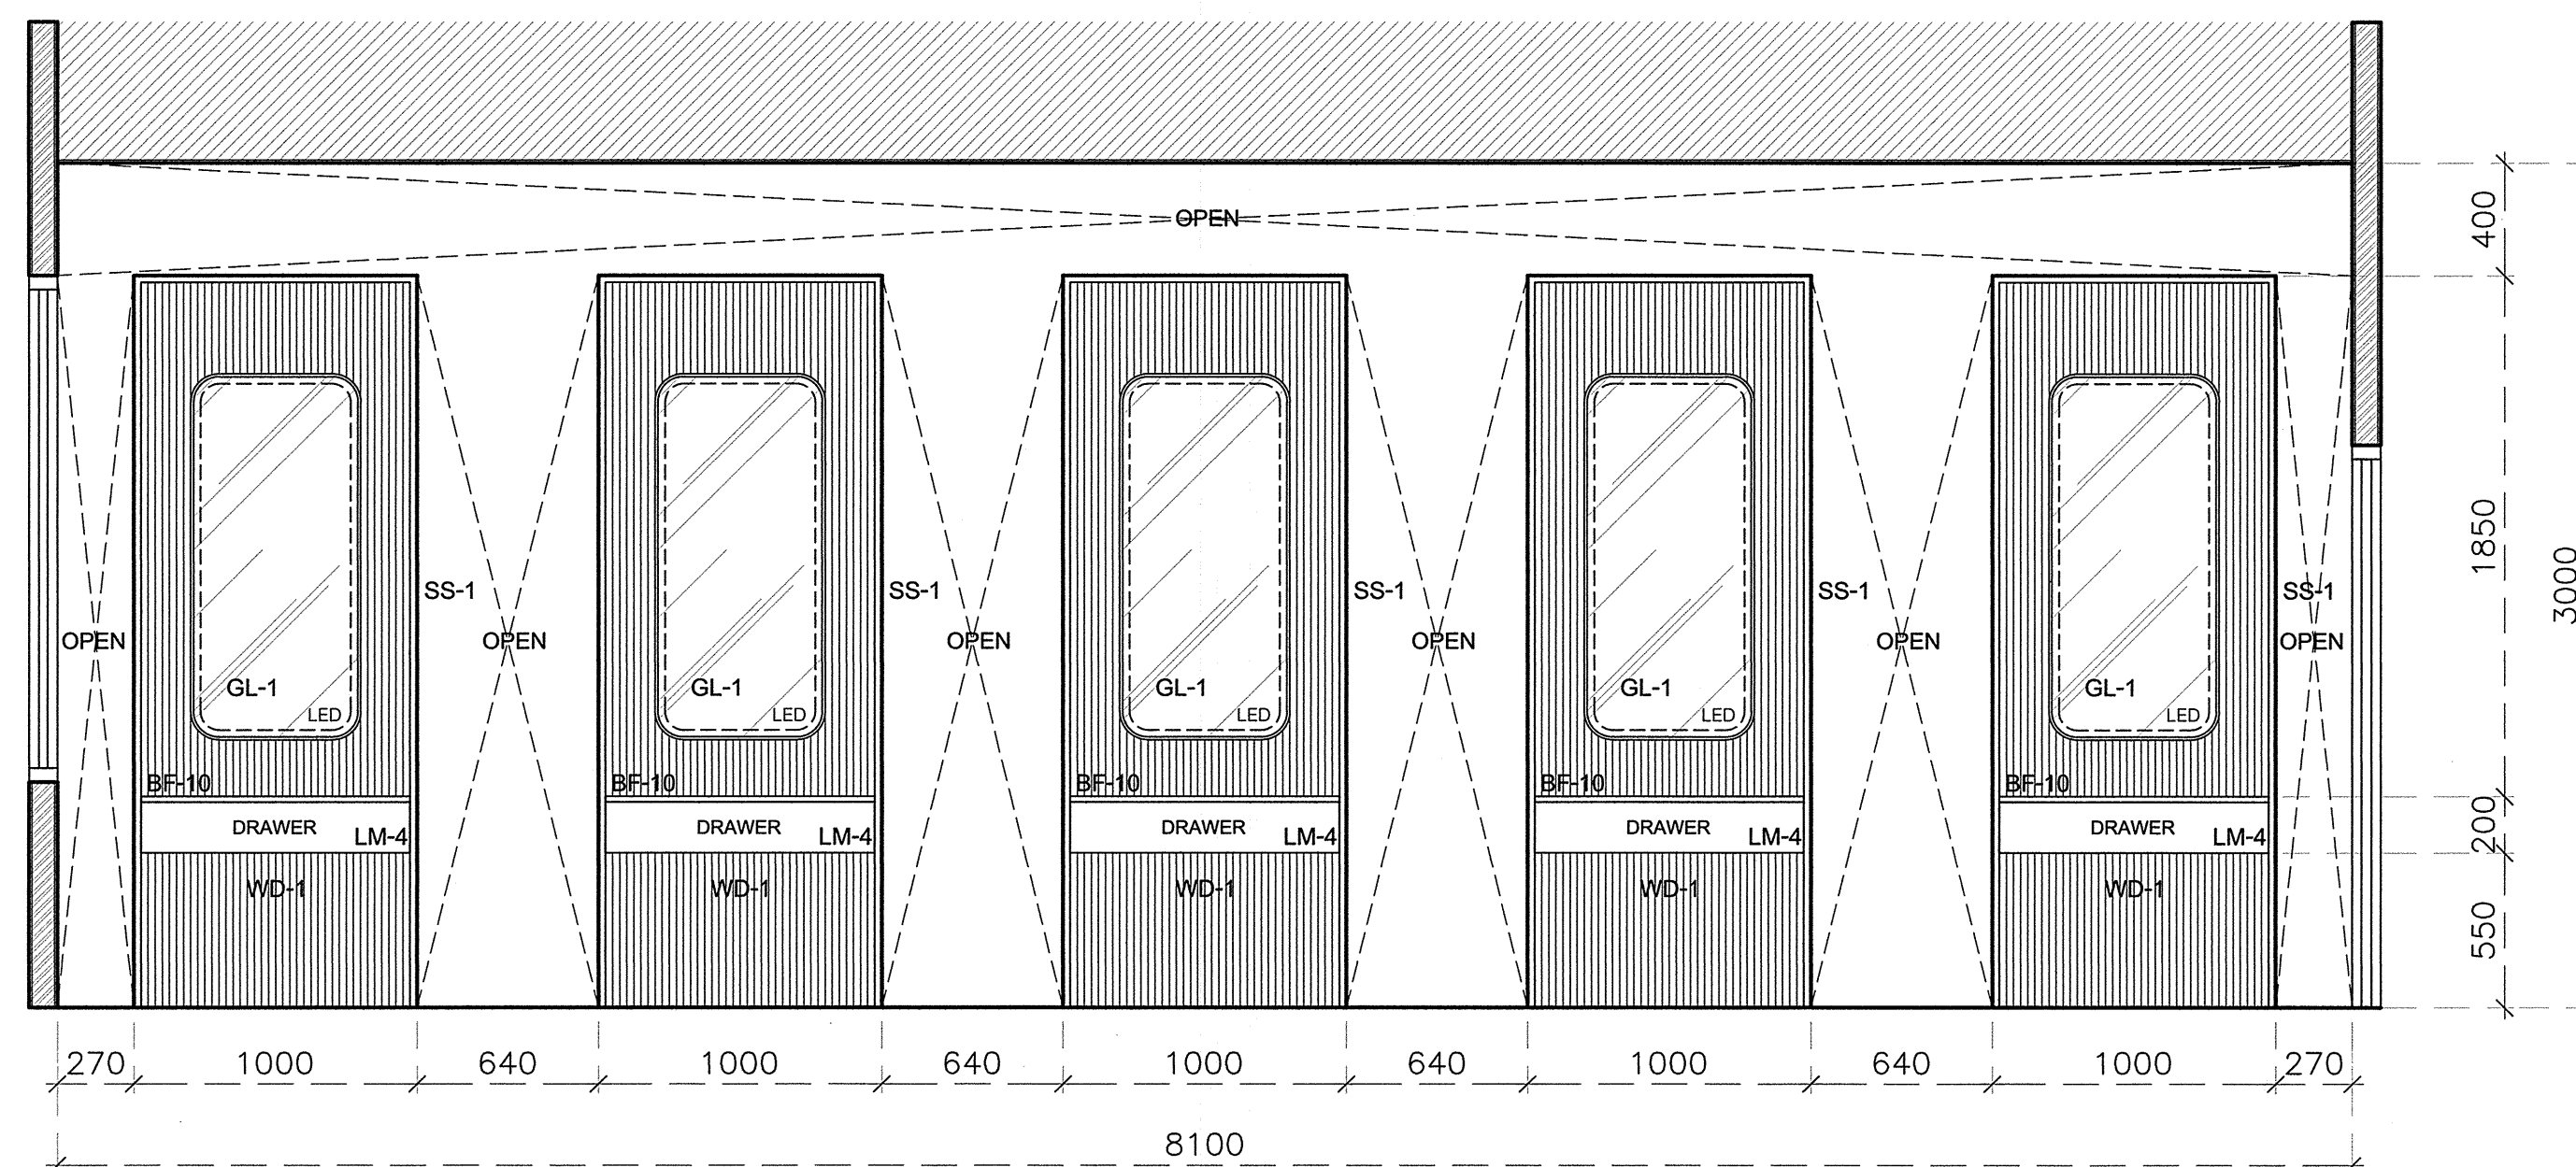 OPEN
400
1850
3000
SS-1 SS-1 SS-1 SS-1 SS-1
OPEN OPEN OPEN OPEN OPEN OPEN
GL-1 GL-1 GL-1 GL-1 GL-1
LED LED LED LED LED
BF-10 BF-10 BF-10 BF-10 BF-10
DRAWER LM-4 DRAWER LM-4 DRAWER LM-4 DRAWER LM-4 DRAWER LM-4
200
WD-1 WD-1 WD-1 WD-1 WD-1
550
270 1000 640 1000 640 1000 640 1000 640 1000 270
8100